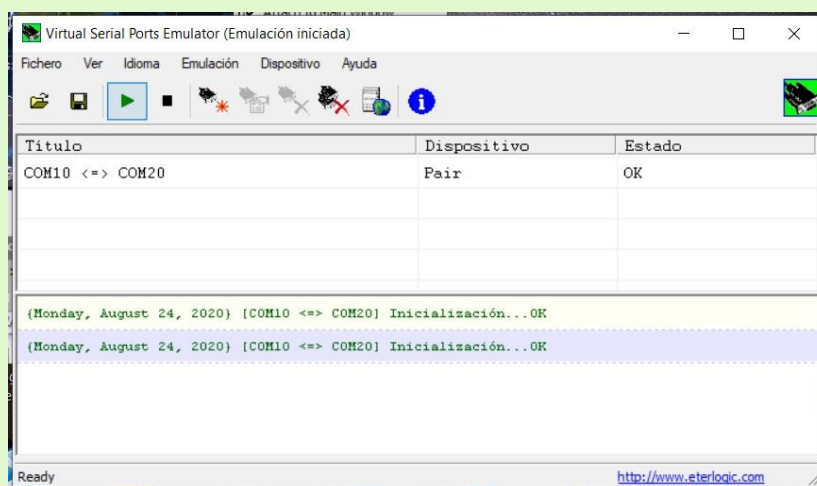 Virtual Serial Ports Emulator (Emulación iniciada)
Fichero Ver Idioma Emulación Dispositivo Ayuda
Título Dispositivo Estado
COM10 <=> COM20 Pair OK
{Monday, August 24, 2020} [COM10 <=> COM20] Inicialización...OK
{Monday, August 24, 2020} [COM10 <=> COM20] Inicialización...OK
Ready http://www.eterlogic.com